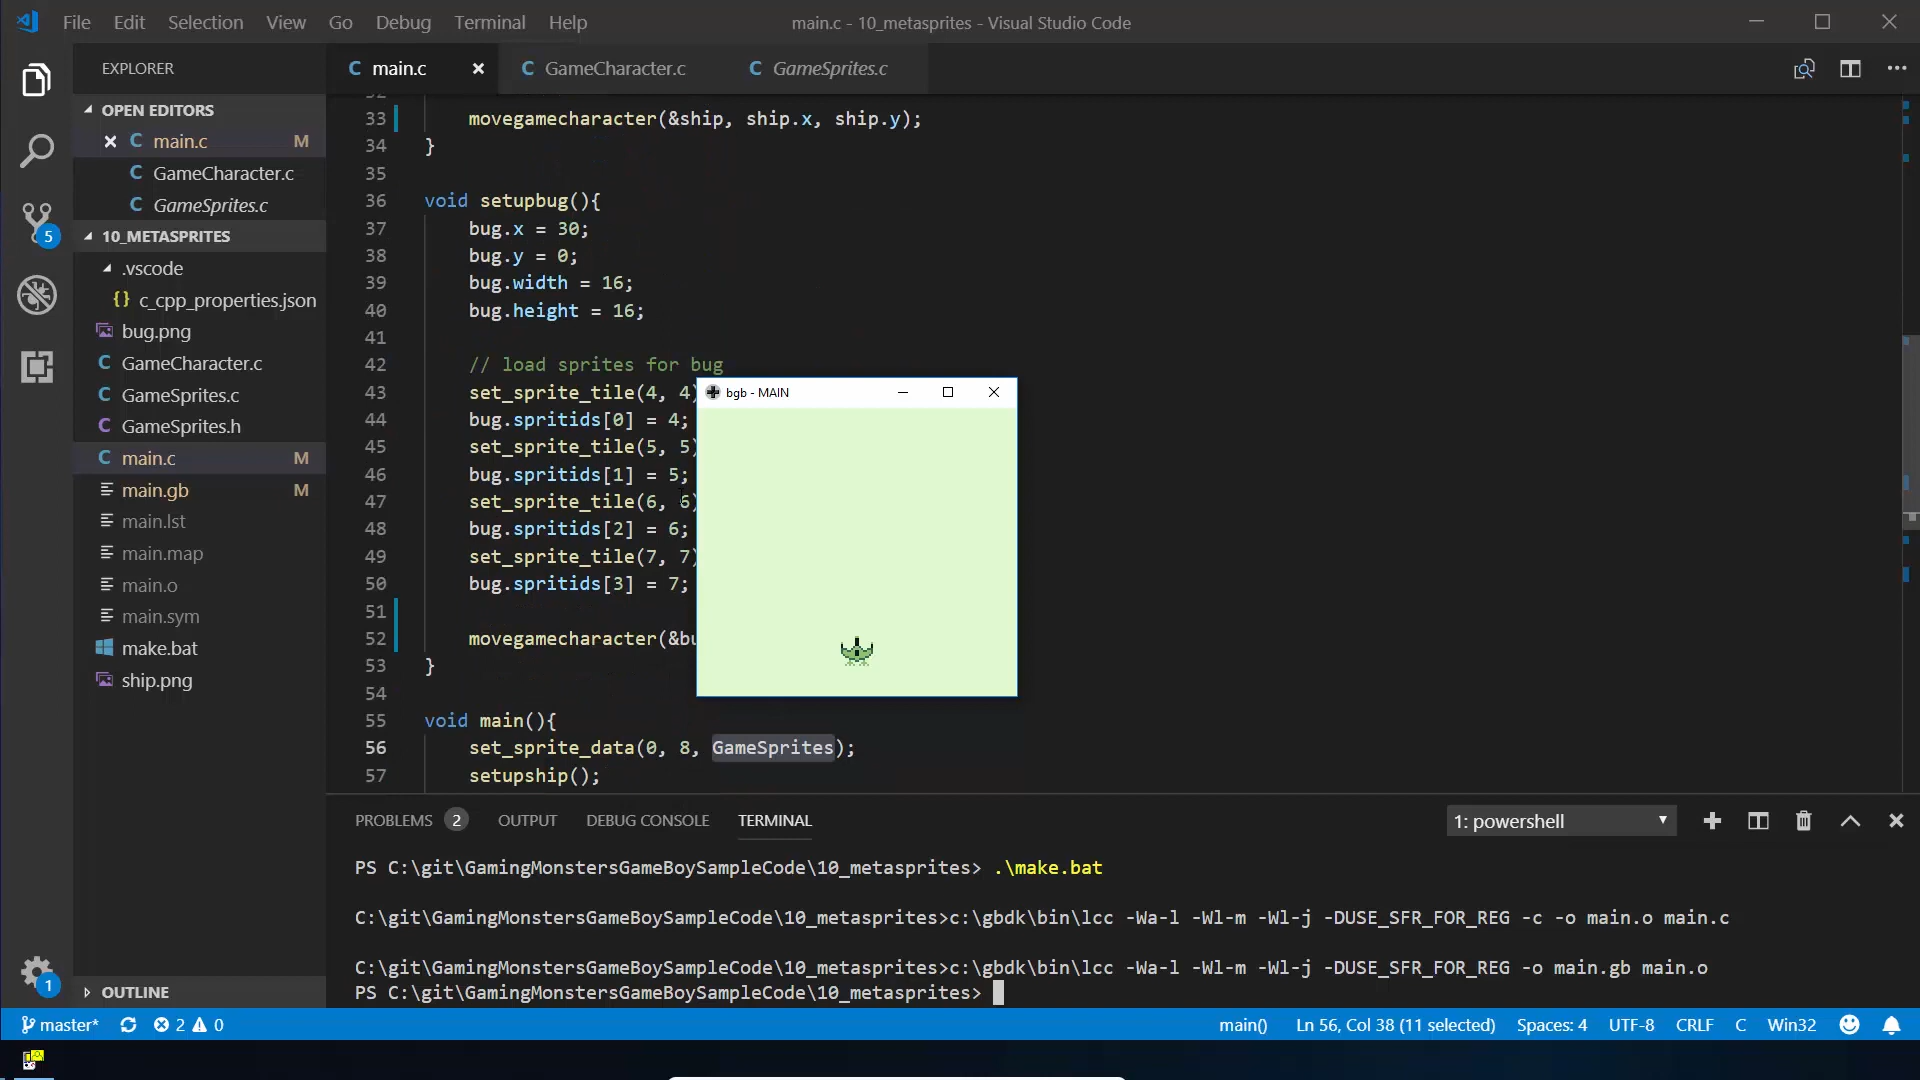 File Edit Selection View Go Debug Terminal Help
main.c - 10_metasprites - Visual Studio Code
EXPLORER
C main.c
C GameCharacter.c
C GameSprites.c
OPEN EDITORS
C main.c M
C GameCharacter.c
C GameSprites.c
5
10_METASPRITES
.vscode
{} c_cpp_properties.json
bug.png
C GameCharacter.c
C GameSprites.c
C GameSprites.h
C main.c M
main.gb M
main.lst
main.map
main.o
main.sym
make.bat
ship.png
1
OUTLINE
33 movegamecharacter(&ship, ship.x, ship.y);
34 }
35
36 void setupbug(){
37 bug.x = 30;
38 bug.y = 0;
39 bug.width = 16;
40 bug.height = 16;
41
42 // load sprites for bug
43 set_sprite_tile(4, 4)
44 bug.spritids[0] = 4;
45 set_sprite_tile(5, 5)
46 bug.spritids[1] = 5;
47 set_sprite_tile(6, 6)
48 bug.spritids[2] = 6;
49 set_sprite_tile(7, 7)
50 bug.spritids[3] = 7;
51
52 movegamecharacter(&bu
53 }
54
55 void main(){
56 set_sprite_data(0, 8, GameSprites);
57 setupship();
bgb - MAIN
PROBLEMS 2 OUTPUT DEBUG CONSOLE TERMINAL
1: powershell
PS C:\git\GamingMonstersGameBoySampleCode\10_metasprites> .\make.bat
C:\git\GamingMonstersGameBoySampleCode\10_metasprites>c:\gbdk\bin\lcc -Wa-l -Wl-m -Wl-j -DUSE_SFR_FOR_REG -c -o main.o main.c
C:\git\GamingMonstersGameBoySampleCode\10_metasprites>c:\gbdk\bin\lcc -Wa-l -Wl-m -Wl-j -DUSE_SFR_FOR_REG -o main.gb main.o
PS C:\git\GamingMonstersGameBoySampleCode\10_metasprites>
master* 2 0
main() Ln 56, Col 38 (11 selected) Spaces: 4 UTF-8 CRLF C Win32